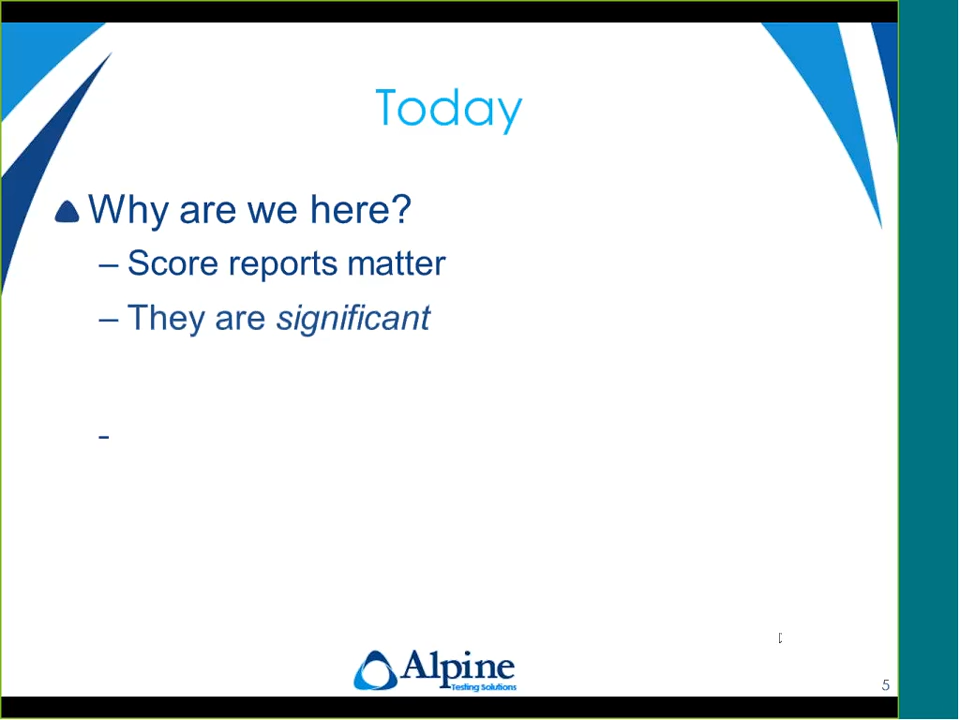 Today
Why are we here?
– Score reports matter
– They are significant
-
Alpine
Testing Solutions
5